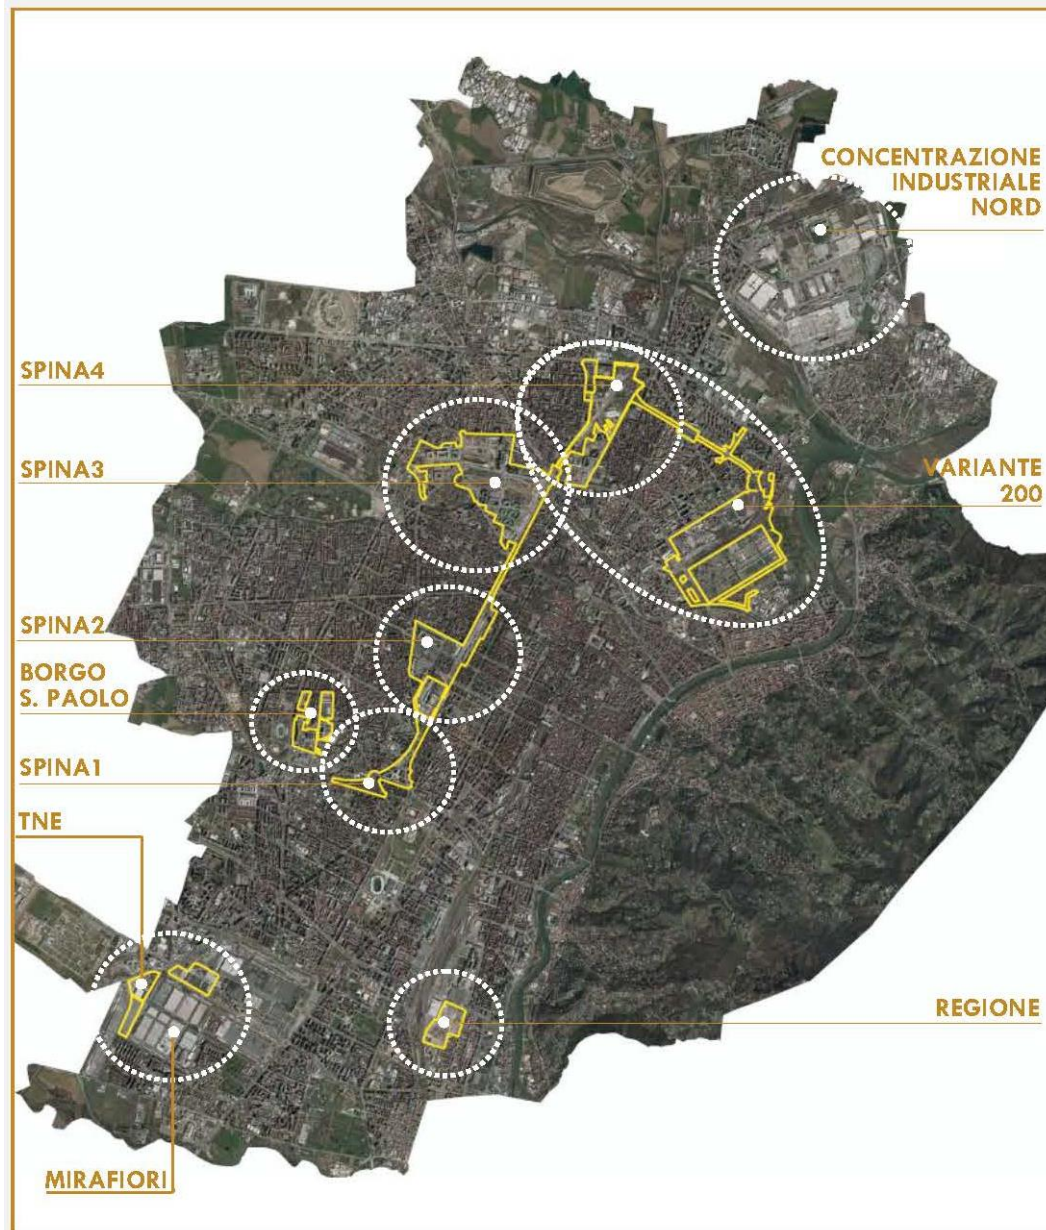 CONCENTRAZIONE
INDUSTRIALE
NORD
SPINA4
SPINA3
VARIANTE
200
SPINA2
BORGO
S. PAOLO
SPINA1
TNE
REGIONE
MIRAFIORI